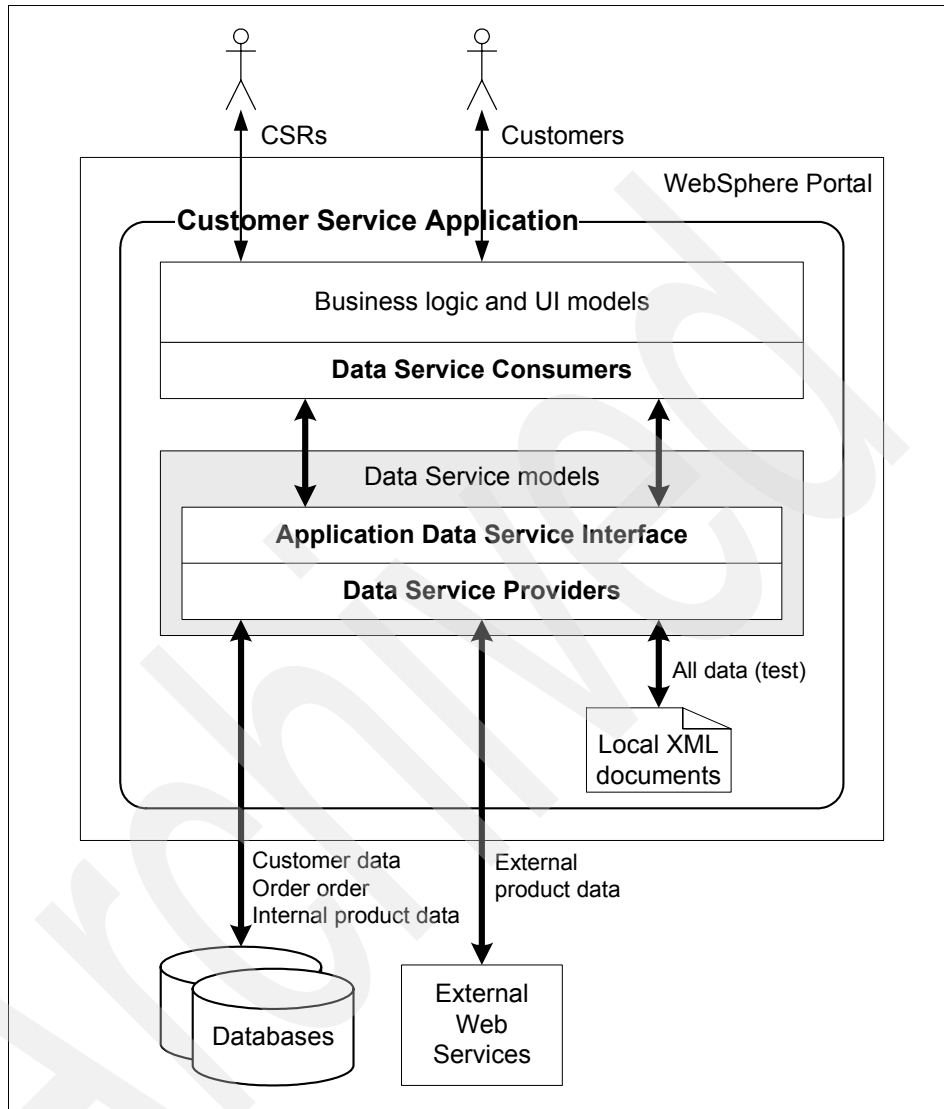 CSRs
Customers
WebSphere Portal
Customer Service Application
Business logic and UI models
Data Service Consumers
Data Service models
Application Data Service Interface
Data Service Providers
All data (test)
Local XML
documents
Customer data
Order order
Internal product data
External
product data
Databases
External
Web
Services
Archived